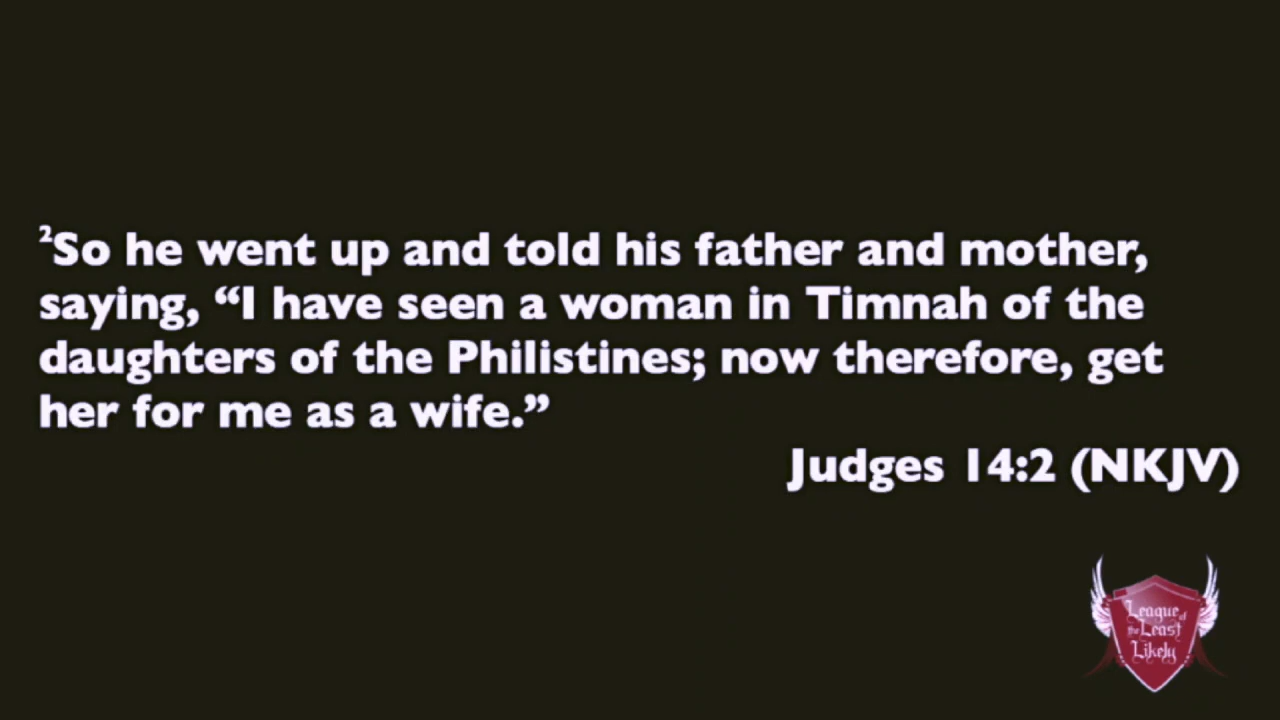 ²So he went up and told his father and mother,
saying, “I have seen a woman in Timnah of the
daughters of the Philistines; now therefore, get
her for me as a wife.”
Judges 14:2 (NKJV)
League of
the Least
Likely